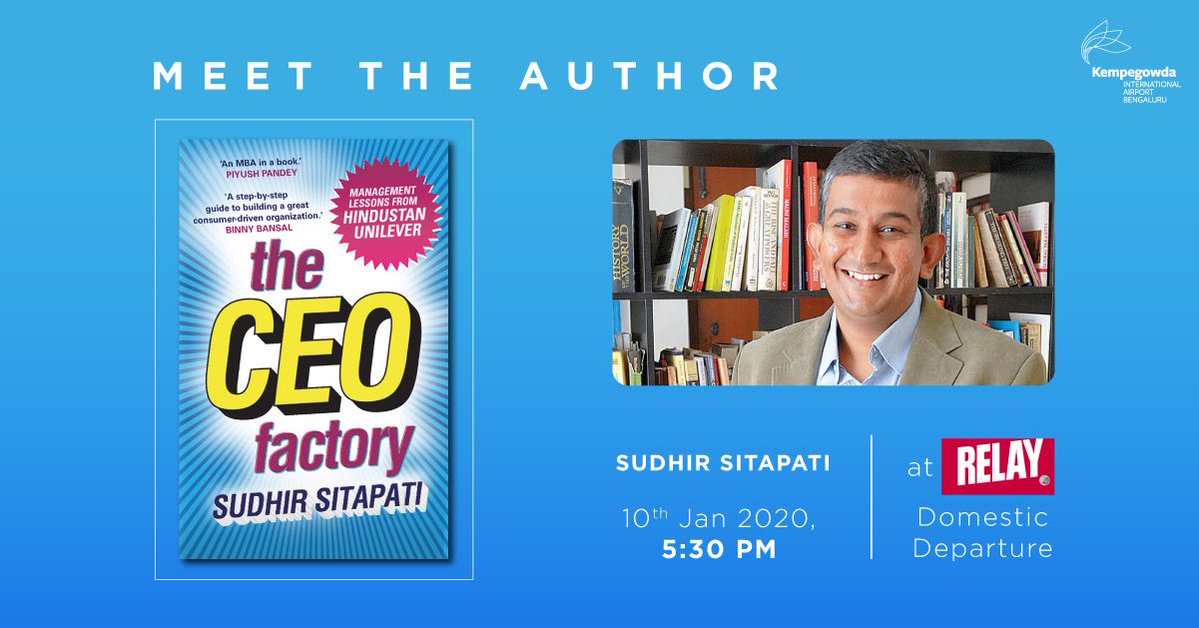 MEET THE AUTHOR
Kempegowda
INTERNATIONAL
AIRPORT
BENGALURU
'An MBA in a book.'
PIYUSH PANDEY
'A step-by-step
guide to building a great
consumer-driven organization.'
BINNY BANSAL
MANAGEMENT
LESSONS FROM
HINDUSTAN
UNILEVER
the
CEO
factory
SUDHIR SITAPATI
HISTORY
WORLD
SUDHIR SITAPATI
10th Jan 2020,
5:30 PM
at RELAY
Domestic
Departure